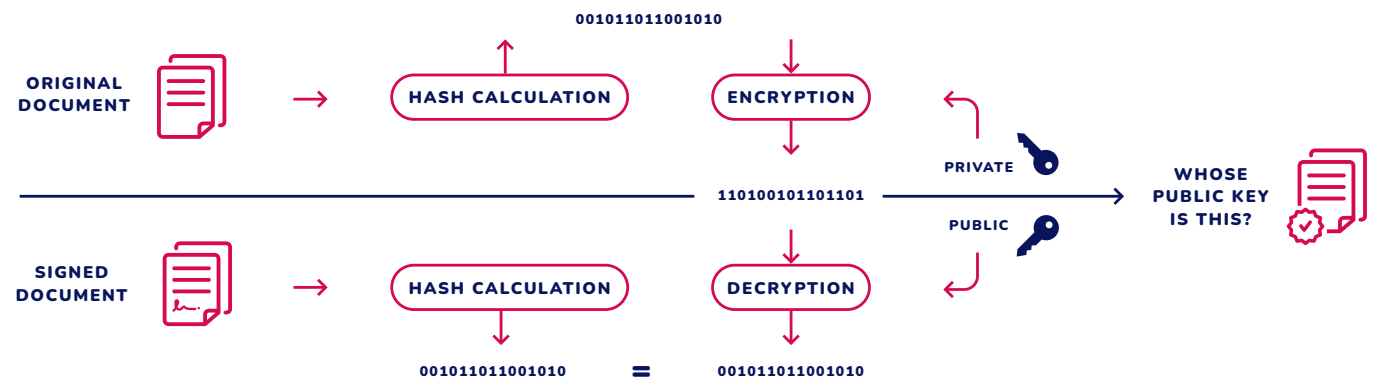 001011011001010
ORIGINAL
DOCUMENT
HASH CALCULATION
ENCRYPTION
PRIVATE
110100101101101
WHOSE
PUBLIC KEY
IS THIS?
PUBLIC
SIGNED
DOCUMENT
HASH CALCULATION
DECRYPTION
001011011001010
=
001011011001010